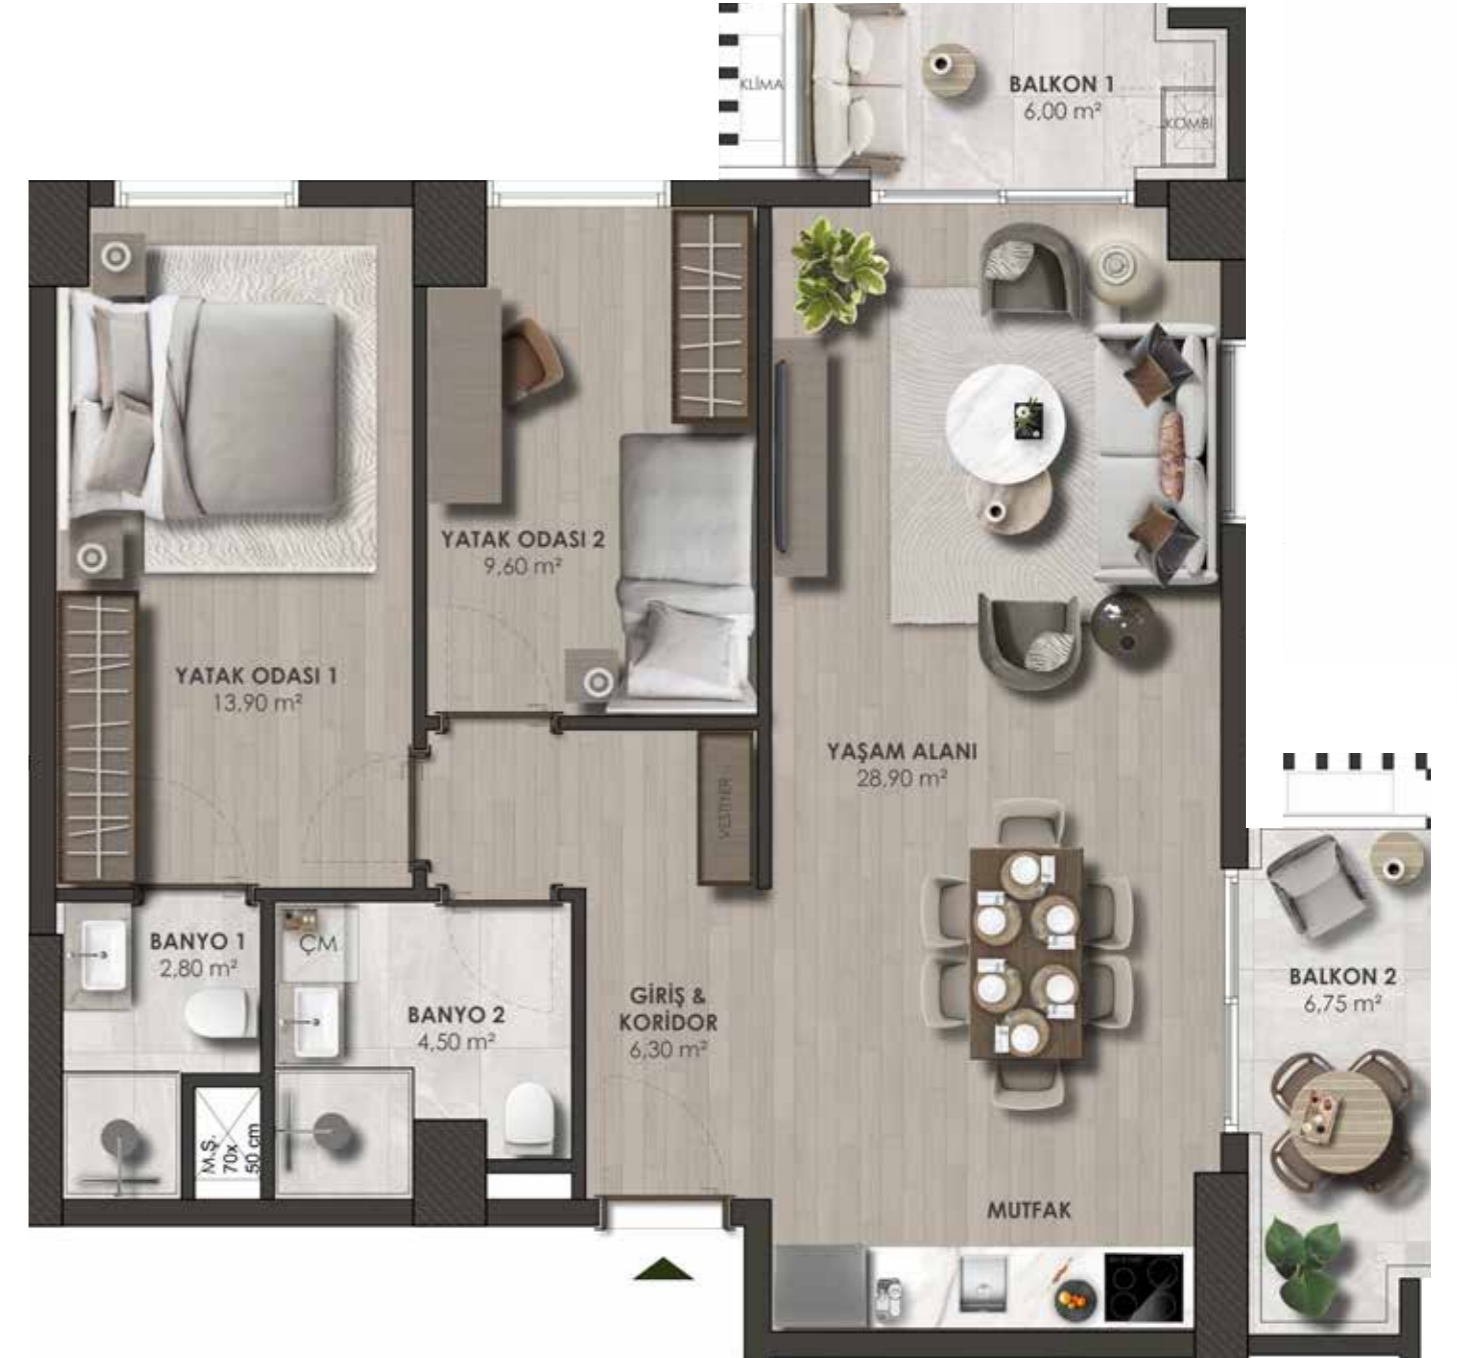 KLİMA
BALKON 1
6,00 m²
KOMBİ
YATAK ODASI 2
9,60 m²
YATAK ODASI 1
13,90 m²
YAŞAM ALANI
28,90 m²
VESTİYER
BANYO 1
2,80 m²
ÇM
BANYO 2
4,50 m²
GİRİŞ &
KORİDOR
6,30 m²
BALKON 2
6,75 m²
M.Ş.
70x
50 cm
MUTFAK